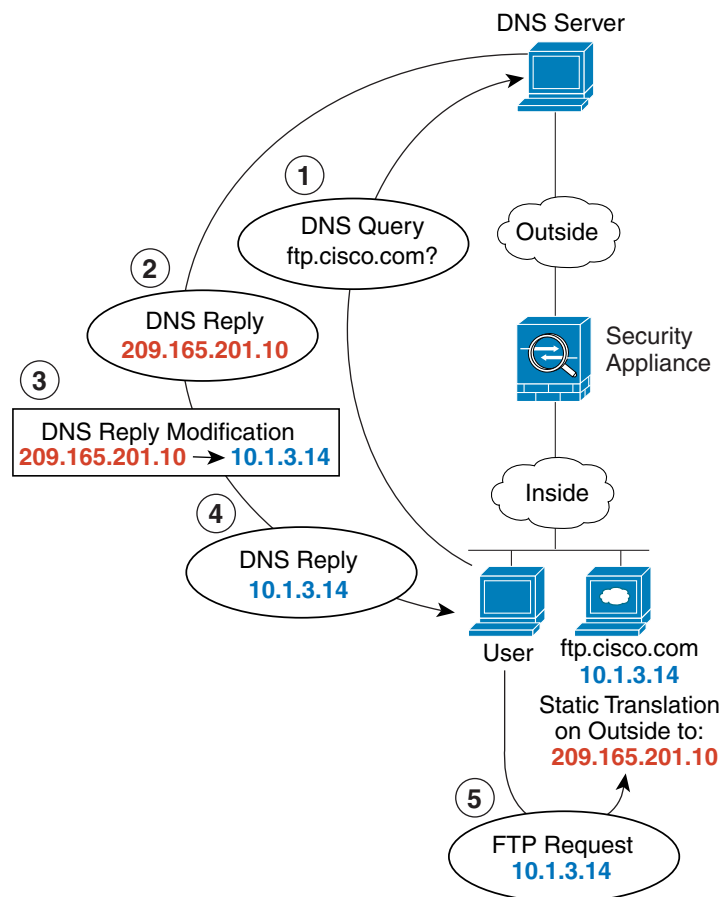 DNS Server
1
DNS Query
ftp.cisco.com?
Outside
2
DNS Reply
209.165.201.10
Security
Appliance
3
DNS Reply Modification
209.165.201.10 → 10.1.3.14
Inside
4
DNS Reply
10.1.3.14
User
ftp.cisco.com
10.1.3.14
Static Translation
on Outside to:
209.165.201.10
5
FTP Request
10.1.3.14